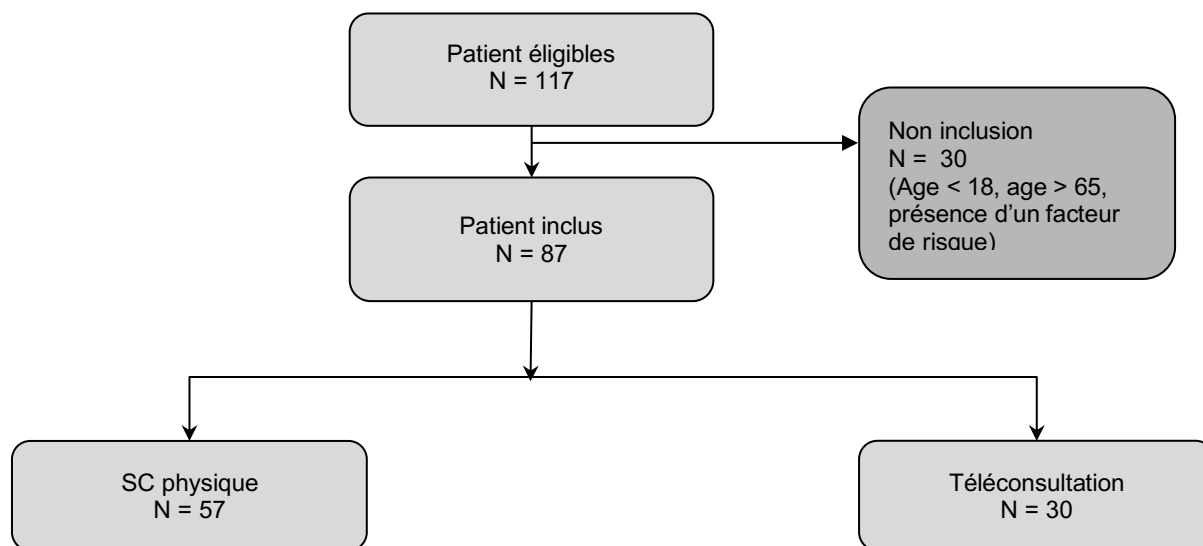 Patient éligibles
N = 117
Non inclusion
N = 30
(Age < 18, age > 65,
présence d'un facteur
de risque)
Patient inclus
N = 87
SC physique
N = 57
Téléconsultation
N = 30